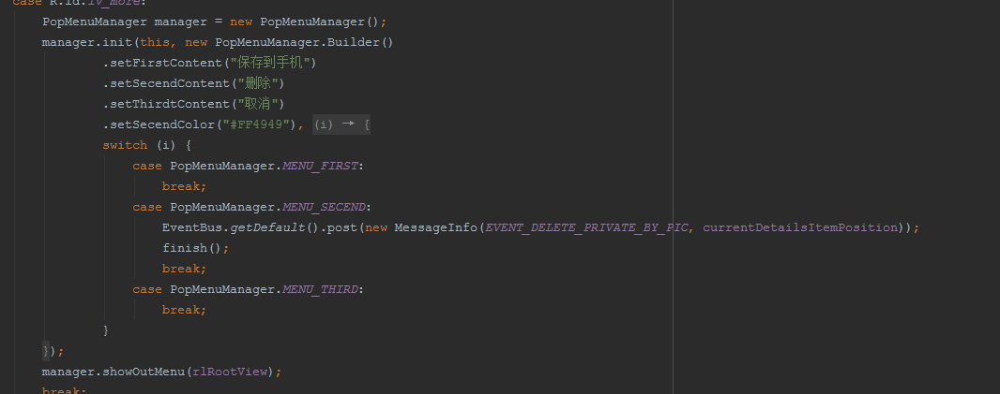 case R.id.iv_more:
PopMenuManager manager = new PopMenuManager();
manager.init(this, new PopMenuManager.Builder()
.setFirstContent("保存到手机")
.setSecendContent("删除")
.setThirdtContent("取消")
.setSecendColor("#FF4949"), (i) → {
switch (i) {
case PopMenuManager.MENU_FIRST:
break;
case PopMenuManager.MENU_SECEND:
EventBus.getDefault().post(new MessageInfo(EVENT_DELETE_PRIVATE_BY_PIC, currentDetailsItemPosition));
finish();
break;
case PopMenuManager.MENU_THIRD:
break;
}
});
manager.showOutMenu(rlRootView);
break;